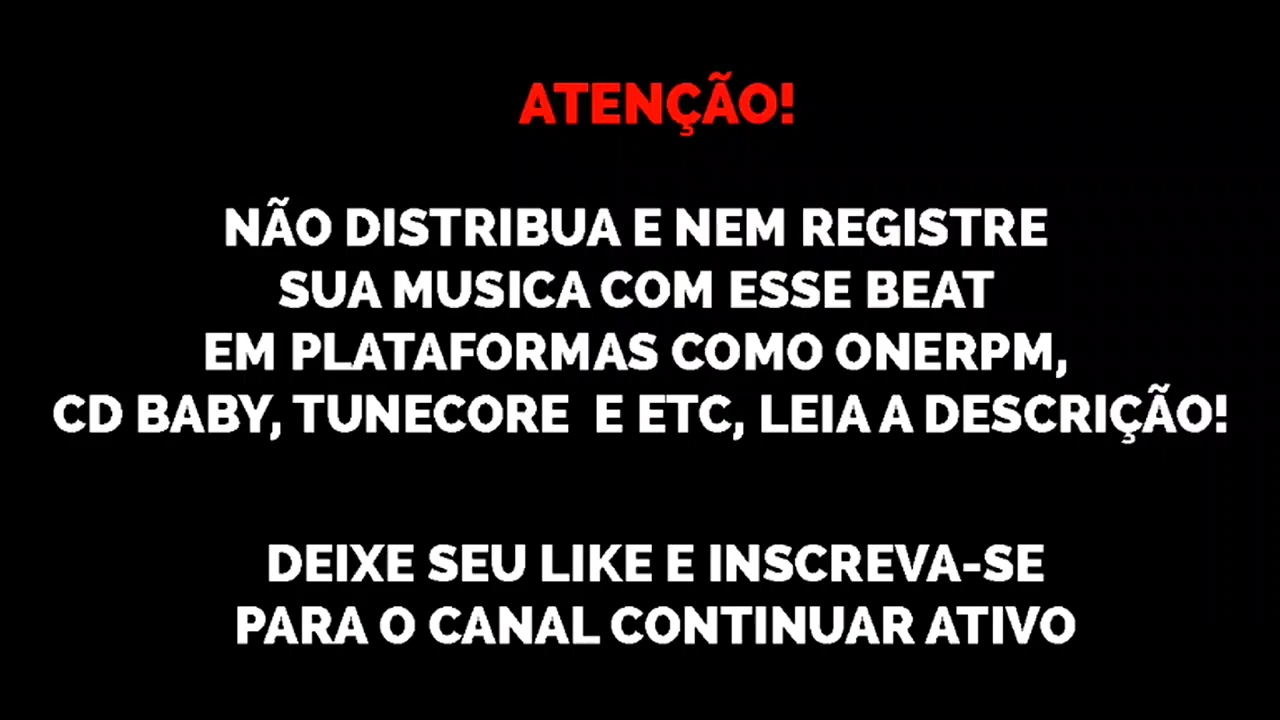 ATENÇÃO!
NÃO DISTRIBUA E NEM REGISTRE
SUA MUSICA COM ESSE BEAT
EM PLATAFORMAS COMO ONERPM,
CD BABY, TUNECORE E ETC, LEIA A DESCRIÇÃO!
DEIXE SEU LIKE E INSCREVA-SE
PARA O CANAL CONTINUAR ATIVO